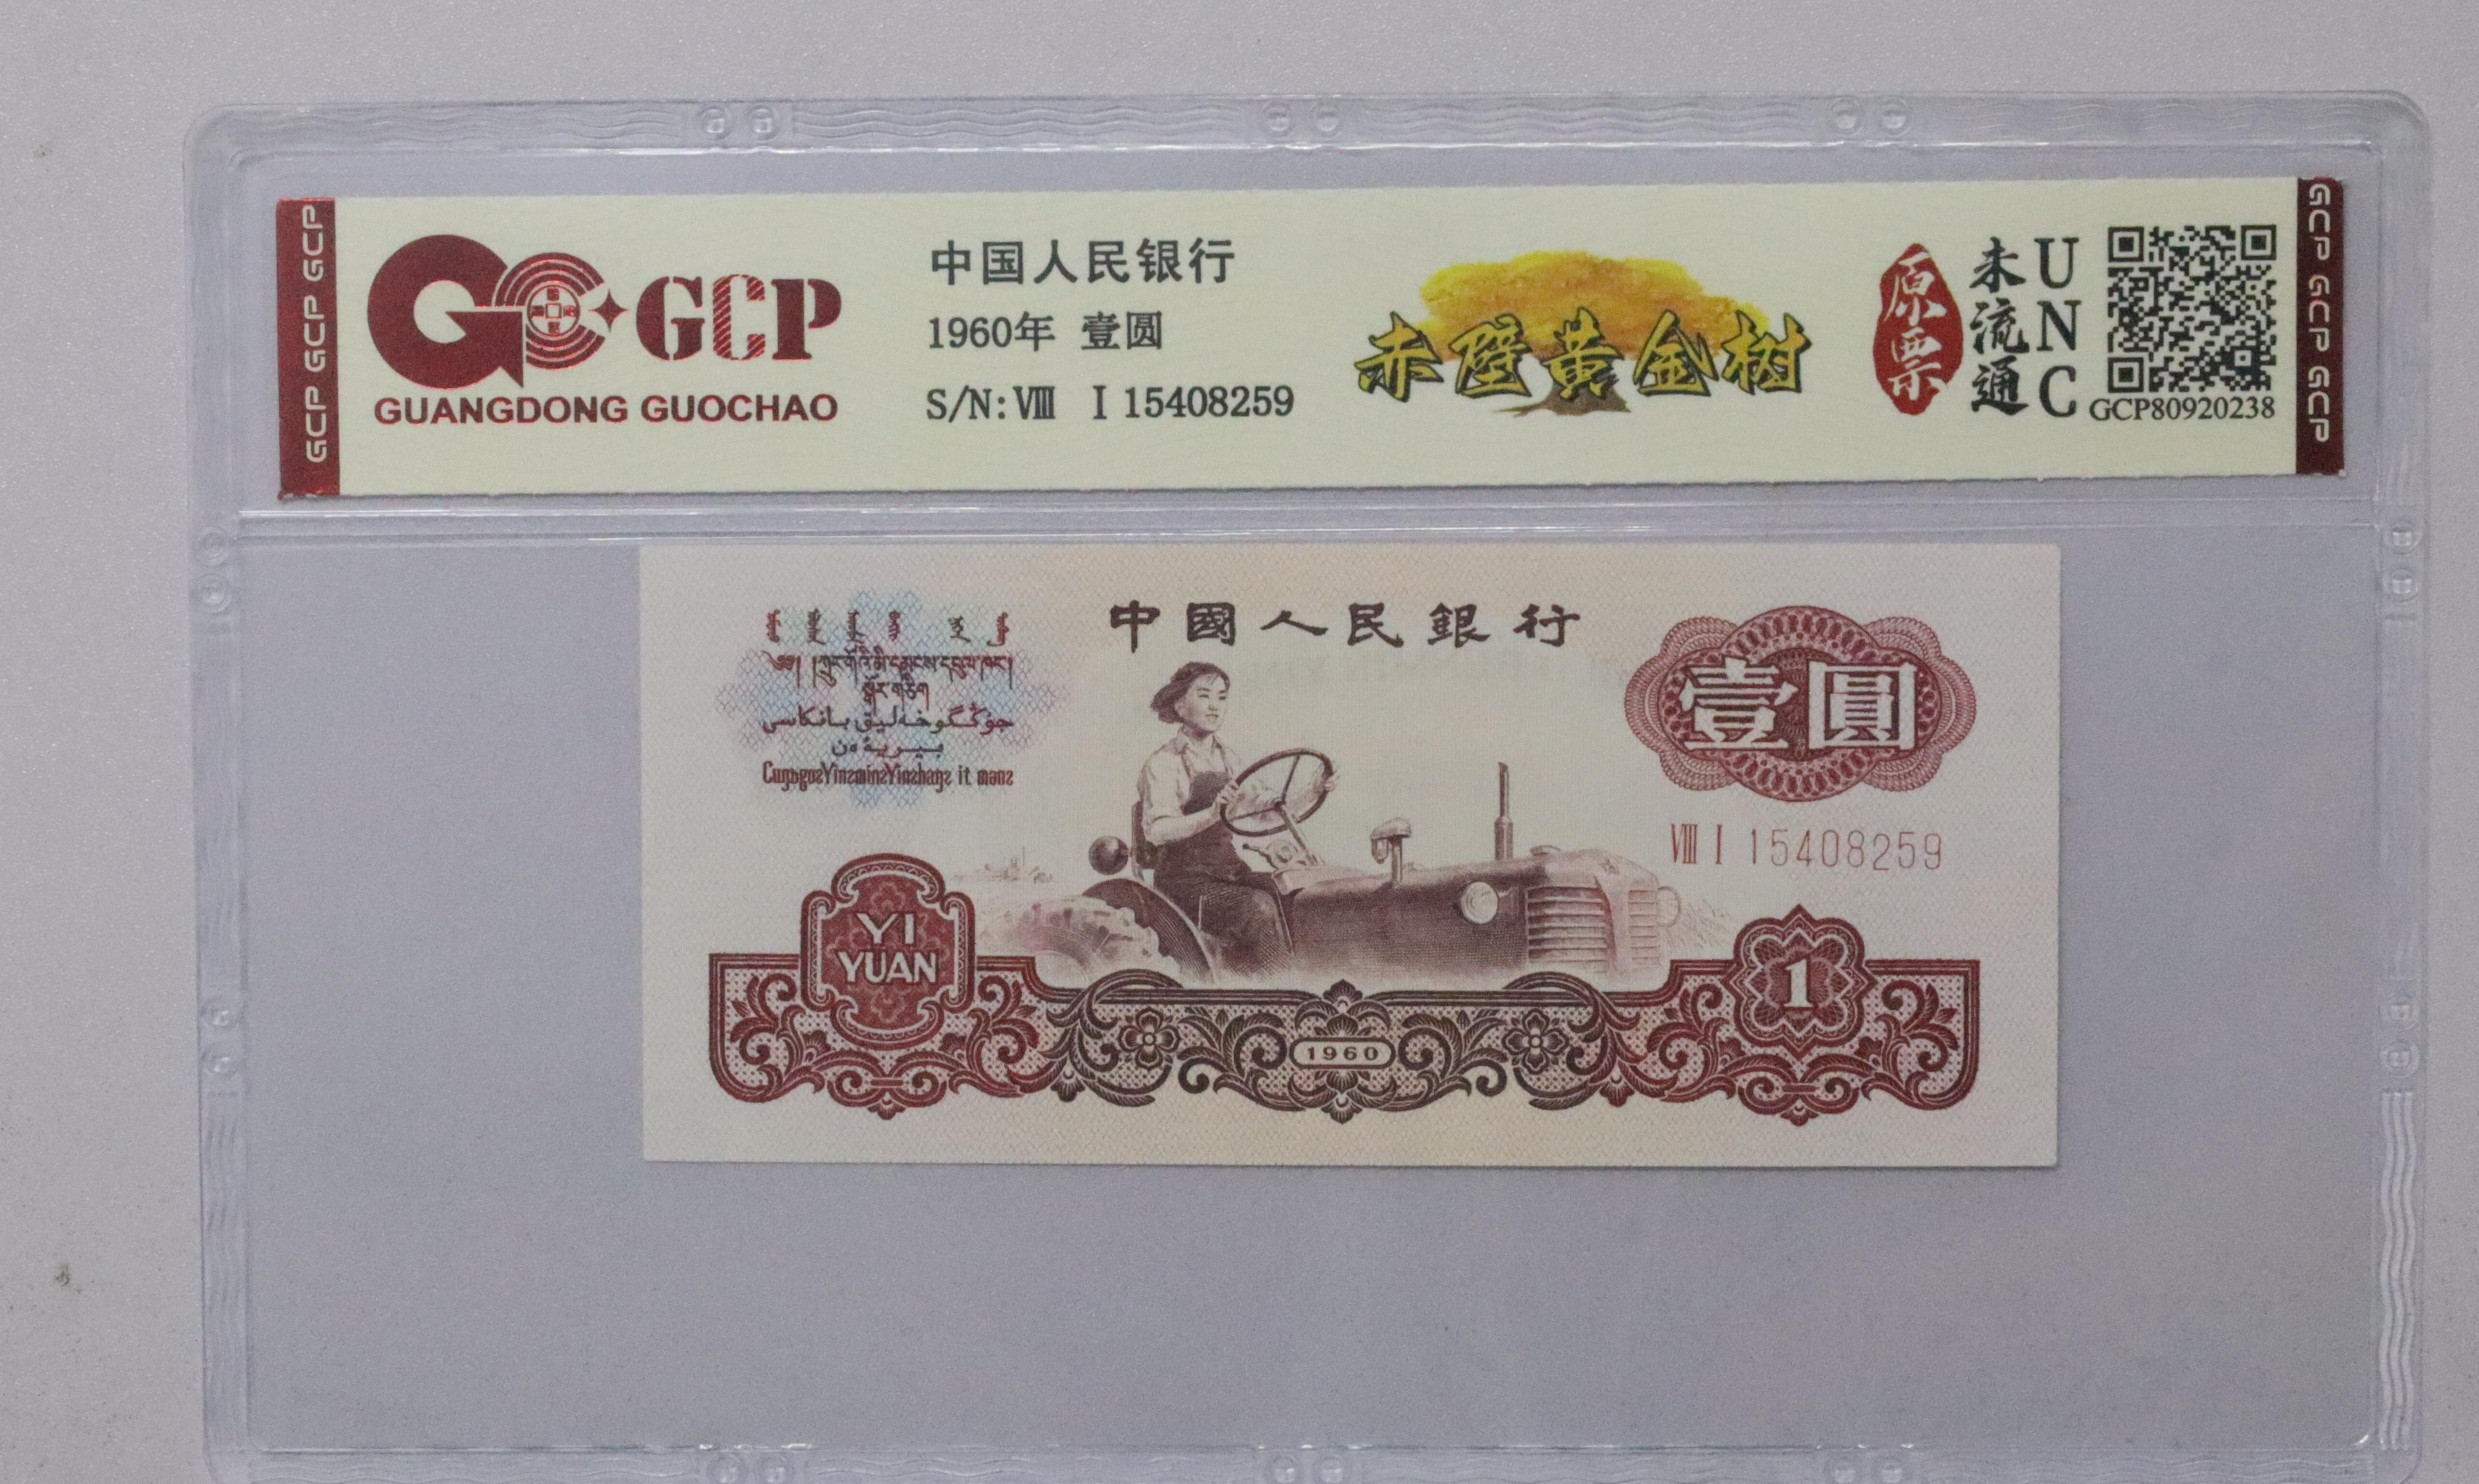 GCP GCP GCP
GCP
GUANGDONG GUOCHAO
中国人民银行
1960年 壹圆
S/N: Ⅷ Ⅰ 15408259
赤壁黄金树
原票
未流通
UNC
GCP80920238
GCP GCP GCP
中國人民銀行
壹圓
Ⅷ Ⅰ 15408259
YI
YUAN
1960
1